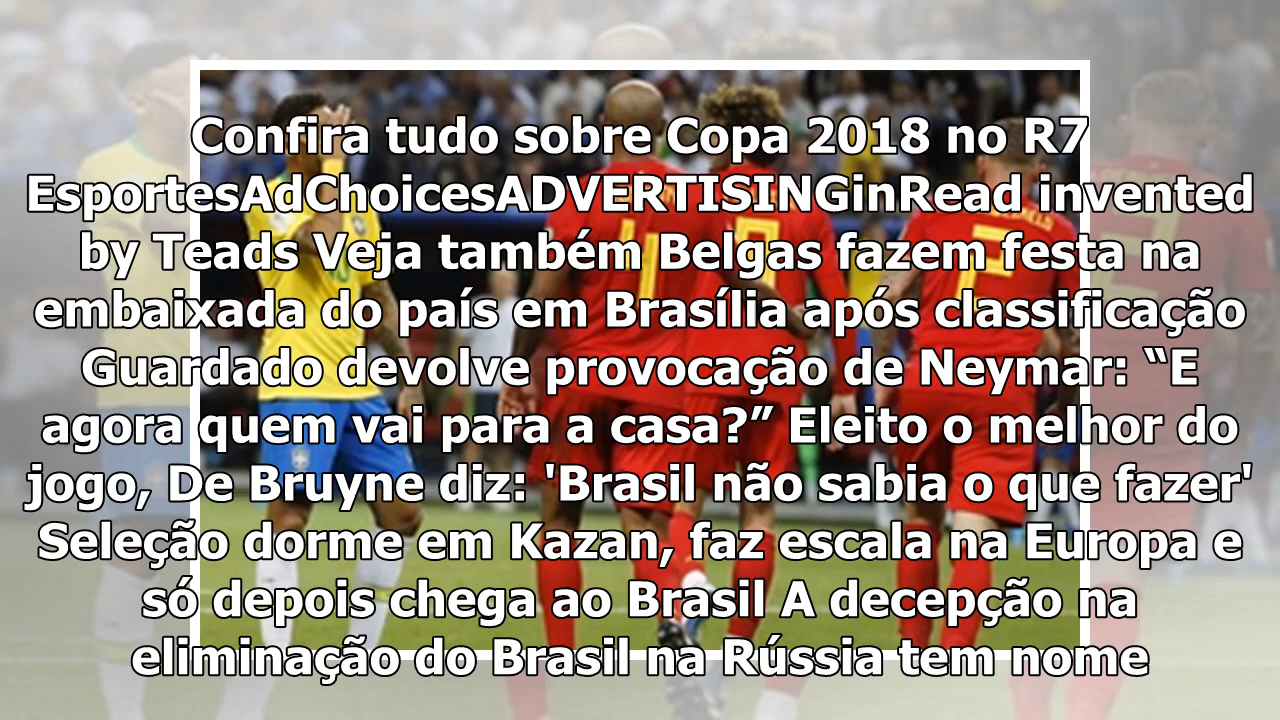 Confira tudo sobre Copa 2018 no R7
EsportesAdChoicesADVERTISINGinRead invented
by Teads Veja também Belgas fazem festa na
embaixada do país em Brasília após classificação
Guardado devolve provocação de Neymar: “E
agora quem vai para a casa?” Eleito o melhor do
jogo, De Bruyne diz: 'Brasil não sabia o que fazer'
Seleção dorme em Kazan, faz escala na Europa e
só depois chega ao Brasil A decepção na
eliminação do Brasil na Rússia tem nome